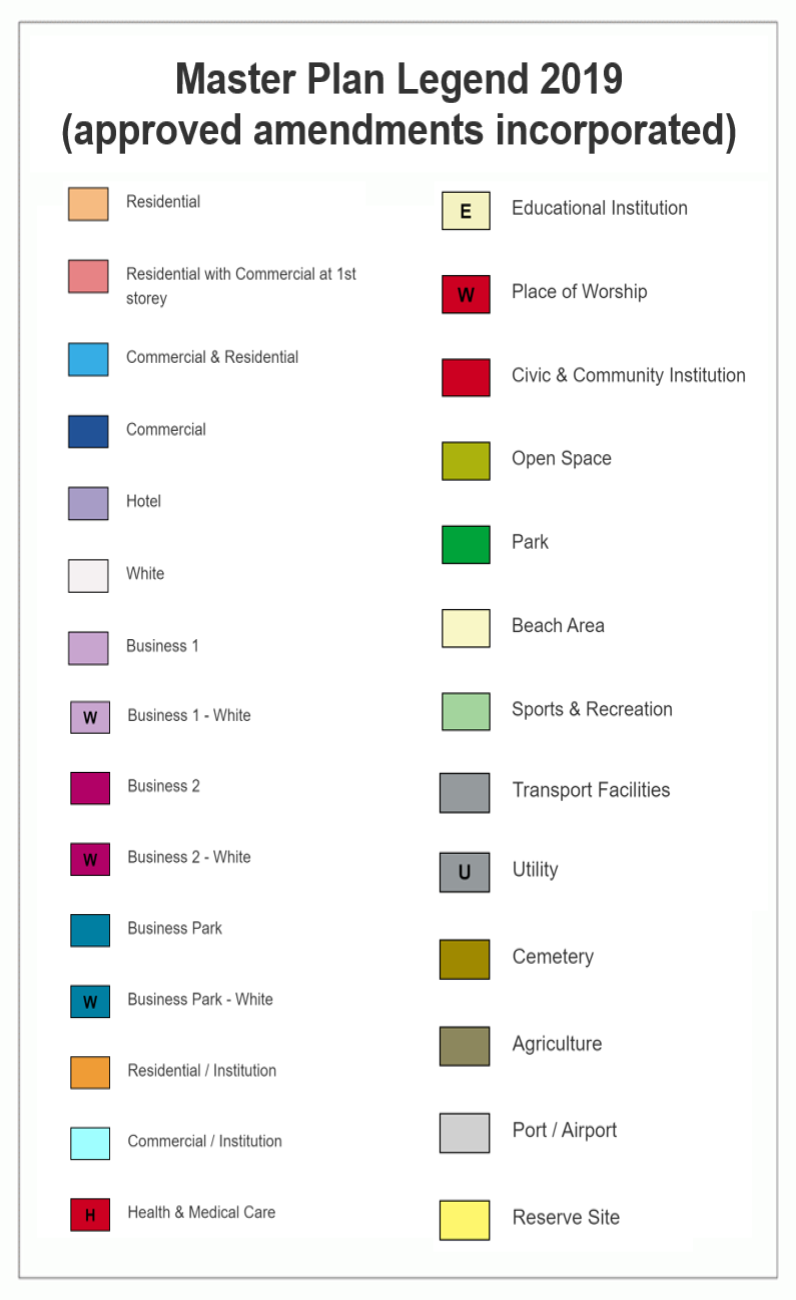 Master Plan Legend 2019
(approved amendments incorporated)
Residential
Residential with Commercial at 1st
storey
Commercial & Residential
Commercial
Hotel
White
Business 1
W Business 1 - White
Business 2
W Business 2 - White
Business Park
W Business Park - White
Residential / Institution
Commercial / Institution
H Health & Medical Care
E Educational Institution
W Place of Worship
Civic & Community Institution
Open Space
Park
Beach Area
Sports & Recreation
Transport Facilities
U Utility
Cemetery
Agriculture
Port / Airport
Reserve Site